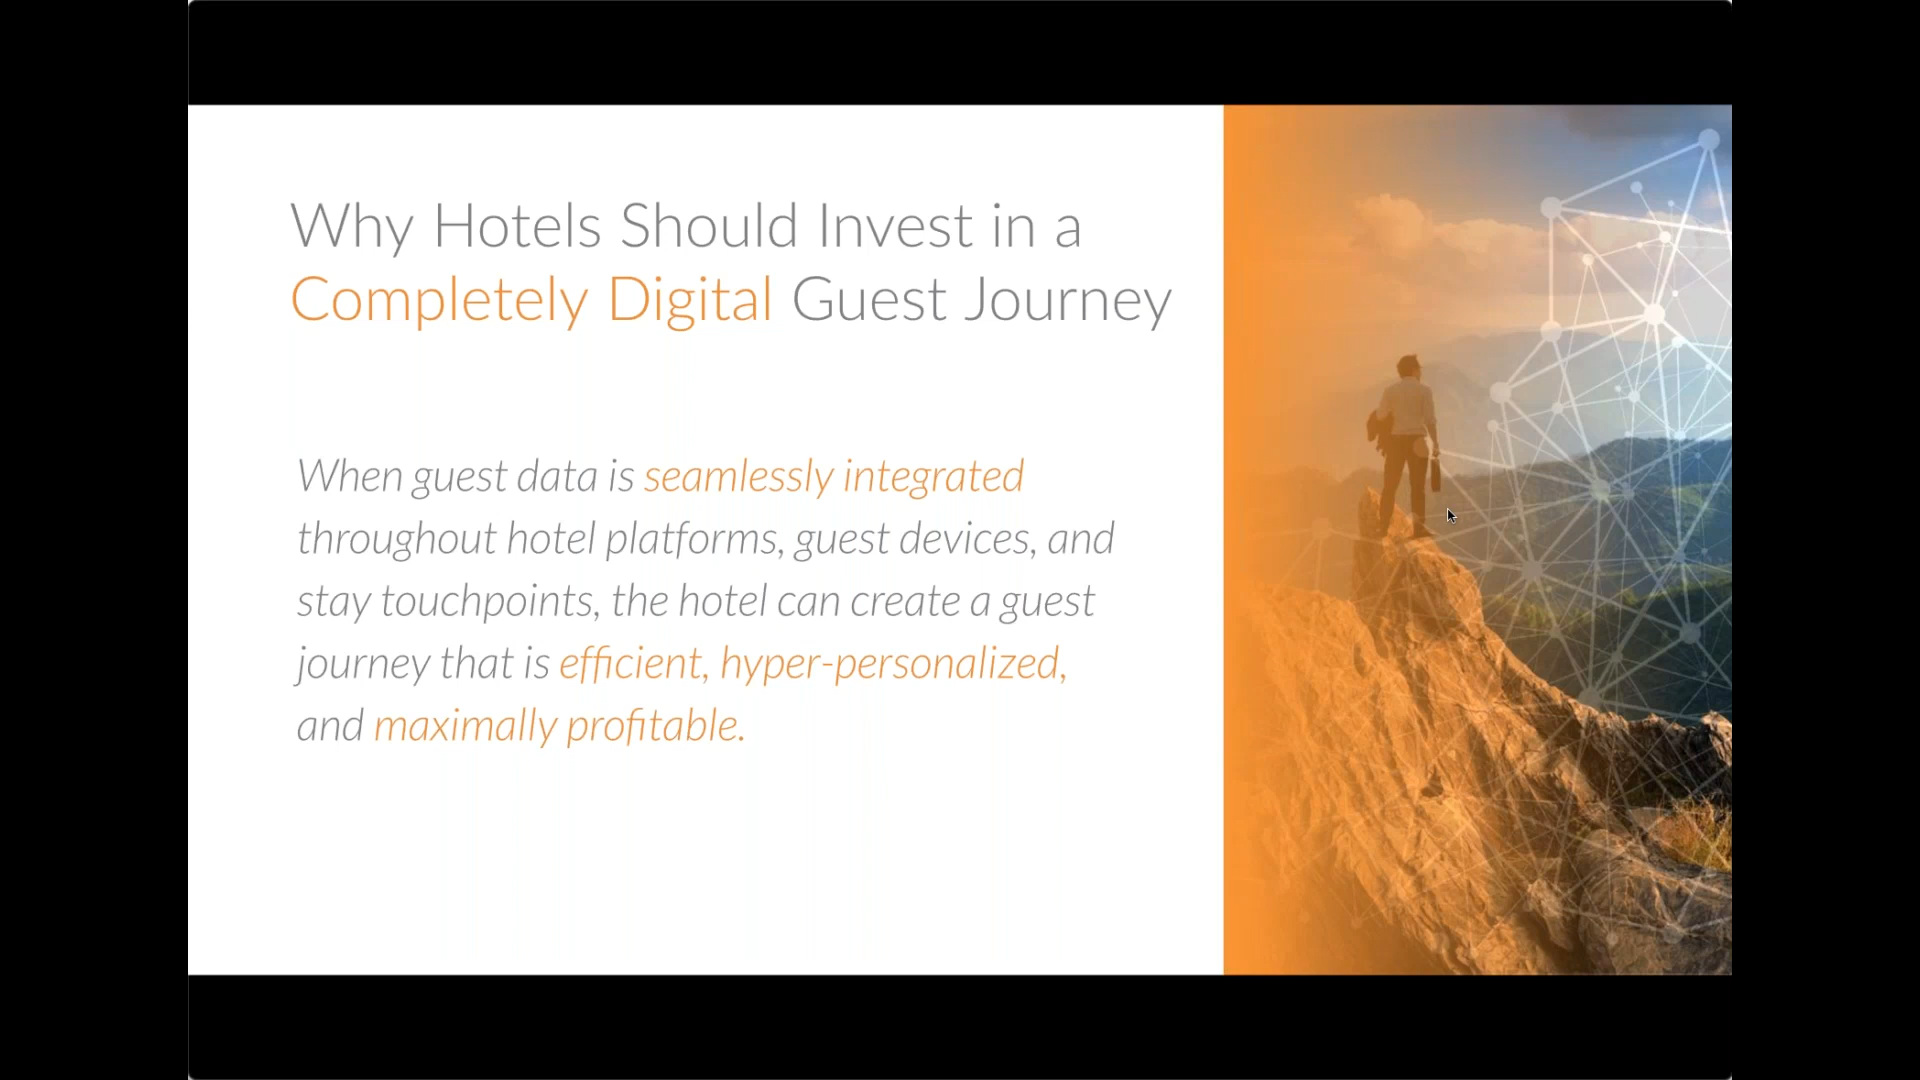 Why Hotels Should Invest in a
Completely Digital Guest Journey
When guest data is seamlessly integrated
throughout hotel platforms, guest devices, and
stay touchpoints, the hotel can create a guest
journey that is efficient, hyper-personalized,
and maximally profitable.